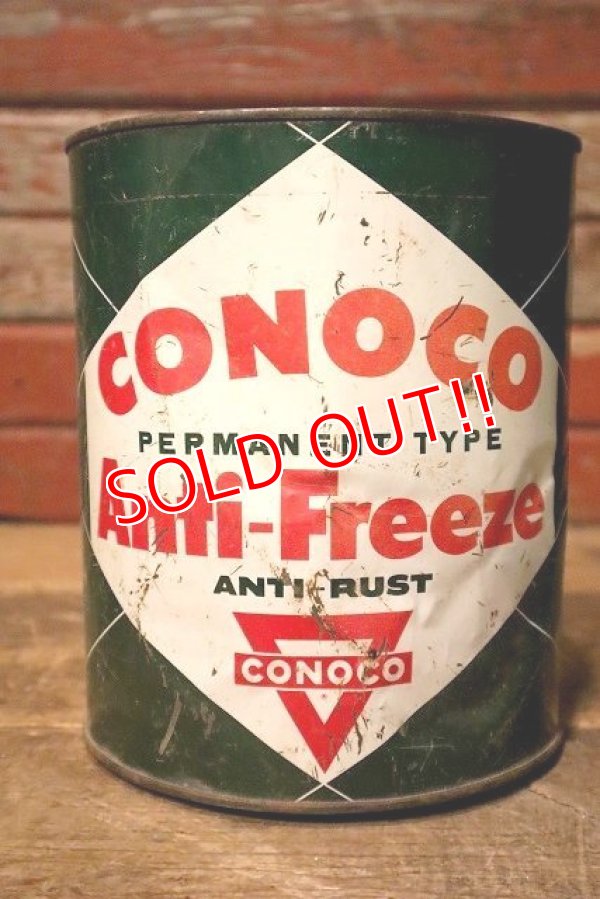 CONOCO
PERMANENT TYPE
SOLD OUT!!
Anti-Freeze
ANTI-RUST
CONOCO